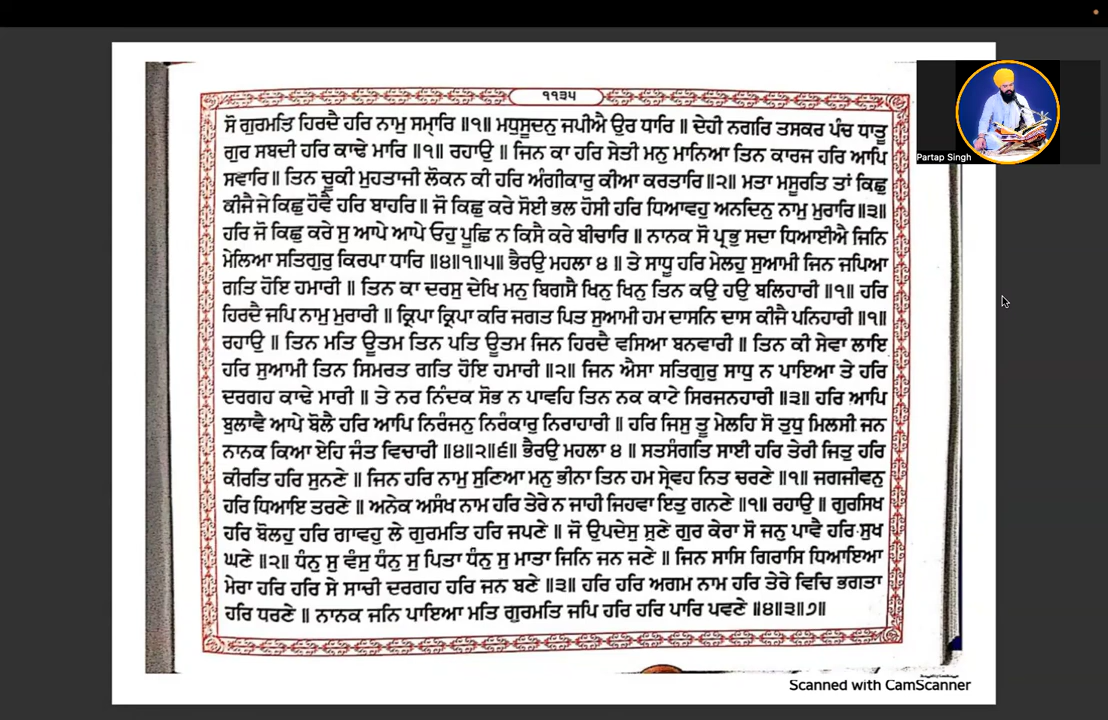 ੧੧੩੫
ਸੋ ਗੁਰਮਤਿ ਹਿਰਦੈ ਹਰਿ ਨਾਮੁ ਸਮ੍ਹਾਰਿ ॥੧॥ ਮਧੁਸੂਦਨੁ ਜਪੀਐ ਉਰ ਧਾਰਿ ॥ ਦੇਹੀ ਨਗਰਿ ਤਸਕਰ ਪੰਚ ਧਾਤੂ
ਗੁਰ ਸਬਦੀ ਹਰਿ ਕਾਢੇ ਮਾਰਿ ॥੧॥ ਰਹਾਉ ॥ ਜਿਨ ਕਾ ਹਰਿ ਸੇਤੀ ਮਨੁ ਮਾਨਿਆ ਤਿਨ ਕਾਰਜ ਹਰਿ ਆਪਿ
ਸਵਾਰਿ ॥ ਤਿਨ ਚੂਕੀ ਮੁਹਤਾਜੀ ਲੋਕਨ ਕੀ ਹਰਿ ਅੰਗੀਕਾਰੁ ਕੀਆ ਕਰਤਾਰਿ ॥੨॥ ਮਤਾ ਮਸੂਰਤਿ ਤਾਂ ਕਿਛੁ
ਕੀਜੈ ਜੇ ਕਿਛੁ ਹੋਵੈ ਹਰਿ ਬਾਹਰਿ ॥ ਜੋ ਕਿਛੁ ਕਰੇ ਸੋਈ ਭਲ ਹੋਸੀ ਹਰਿ ਧਿਆਵਹੁ ਅਨਦਿਨੁ ਨਾਮੁ ਮੁਰਾਰਿ ॥੩॥
ਹਰਿ ਜੋ ਕਿਛੁ ਕਰੇ ਸੁ ਆਪੇ ਆਪੇ ਓਹੁ ਪੂਛਿ ਨ ਕਿਸੈ ਕਰੇ ਬੀਚਾਰਿ ॥ ਨਾਨਕ ਸੋ ਪ੍ਰਭੁ ਸਦਾ ਧਿਆਈਐ ਜਿਨਿ
ਮੇਲਿਆ ਸਤਿਗੁਰੁ ਕਿਰਪਾ ਧਾਰਿ ॥੪॥੧॥੫॥ ਭੈਰਉ ਮਹਲਾ ੪ ॥ ਤੇ ਸਾਧੂ ਹਰਿ ਮੇਲਹੁ ਸੁਆਮੀ ਜਿਨ ਜਪਿਆ
ਗਤਿ ਹੋਇ ਹਮਾਰੀ ॥ ਤਿਨ ਕਾ ਦਰਸੁ ਦੇਖਿ ਮਨੁ ਬਿਗਸੈ ਖਿਨੁ ਖਿਨੁ ਤਿਨ ਕਉ ਹਉ ਬਲਿਹਾਰੀ ॥੧॥ ਹਰਿ
ਹਿਰਦੈ ਜਪਿ ਨਾਮੁ ਮੁਰਾਰੀ ॥ ਕ੍ਰਿਪਾ ਕ੍ਰਿਪਾ ਕਰਿ ਜਗਤ ਪਿਤ ਸੁਆਮੀ ਹਮ ਦਾਸਨਿ ਦਾਸ ਕੀਜੈ ਪਨਿਹਾਰੀ ॥੧॥
ਰਹਾਉ ॥ ਤਿਨ ਮਤਿ ਊਤਮ ਤਿਨ ਪਤਿ ਊਤਮ ਜਿਨ ਹਿਰਦੈ ਵਸਿਆ ਬਨਵਾਰੀ ॥ ਤਿਨ ਕੀ ਸੇਵਾ ਲਾਇ
ਹਰਿ ਸੁਆਮੀ ਤਿਨ ਸਿਮਰਤ ਗਤਿ ਹੋਇ ਹਮਾਰੀ ॥੨॥ ਜਿਨ ਐਸਾ ਸਤਿਗੁਰੁ ਸਾਧੁ ਨ ਪਾਇਆ ਤੇ ਹਰਿ
ਦਰਗਹ ਕਾਢੇ ਮਾਰੀ ॥ ਤੇ ਨਰ ਨਿੰਦਕ ਸੋਭ ਨ ਪਾਵਹਿ ਤਿਨ ਨਕ ਕਾਟੇ ਸਿਰਜਨਹਾਰੀ ॥੩॥ ਹਰਿ ਆਪਿ
ਬੁਲਾਵੈ ਆਪੇ ਬੋਲੈ ਹਰਿ ਆਪਿ ਨਿਰੰਜਨੁ ਨਿਰੰਕਾਰੁ ਨਿਰਾਹਾਰੀ ॥ ਹਰਿ ਜਿਸੁ ਤੂ ਮੇਲਹਿ ਸੋ ਤੁਧੁ ਮਿਲਸੀ ਜਨ
ਨਾਨਕ ਕਿਆ ਏਹਿ ਜੰਤ ਵਿਚਾਰੀ ॥੪॥੨॥੬॥ ਭੈਰਉ ਮਹਲਾ ੪ ॥ ਸਤਸੰਗਤਿ ਸਾਈ ਹਰਿ ਤੇਰੀ ਜਿਤੁ ਹਰਿ
ਕੀਰਤਿ ਹਰਿ ਸੁਨਣੇ ॥ ਜਿਨ ਹਰਿ ਨਾਮੁ ਸੁਣਿਆ ਮਨੁ ਭੀਨਾ ਤਿਨ ਹਮ ਸ੍ਰੇਵਹ ਨਿਤ ਚਰਣੇ ॥੧॥ ਜਗਜੀਵਨੁ
ਹਰਿ ਧਿਆਇ ਤਰਣੇ ॥ ਅਨੇਕ ਅਸੰਖ ਨਾਮ ਹਰਿ ਤੇਰੇ ਨ ਜਾਹੀ ਜਿਹਵਾ ਇਤੁ ਗਨਣੇ ॥੧॥ ਰਹਾਉ ॥ ਗੁਰਸਿਖ
ਹਰਿ ਬੋਲਹੁ ਹਰਿ ਗਾਵਹੁ ਲੇ ਗੁਰਮਤਿ ਹਰਿ ਜਪਣੇ ॥ ਜੋ ਉਪਦੇਸੁ ਸੁਣੇ ਗੁਰ ਕੇਰਾ ਸੋ ਜਨੁ ਪਾਵੈ ਹਰਿ ਸੁਖ
ਘਣੇ ॥੨॥ ਧੰਨੁ ਸੁ ਵੰਸੁ ਧੰਨੁ ਸੁ ਪਿਤਾ ਧੰਨੁ ਸੁ ਮਾਤਾ ਜਿਨਿ ਜਨ ਜਣੇ ॥ ਜਿਨ ਸਾਸਿ ਗਿਰਾਸਿ ਧਿਆਇਆ
ਮੇਰਾ ਹਰਿ ਹਰਿ ਸੇ ਸਾਚੀ ਦਰਗਹ ਹਰਿ ਜਨ ਬਣੇ ॥੩॥ ਹਰਿ ਹਰਿ ਅਗਮ ਨਾਮ ਹਰਿ ਤੇਰੇ ਵਿਚਿ ਭਗਤਾ
ਹਰਿ ਧਰਣੇ ॥ ਨਾਨਕ ਜਨਿ ਪਾਇਆ ਮਤਿ ਗੁਰਮਤਿ ਜਪਿ ਹਰਿ ਹਰਿ ਪਾਰਿ ਪਵਣੇ ॥੪॥੩॥੭॥
Partap Singh
Scanned with CamScanner